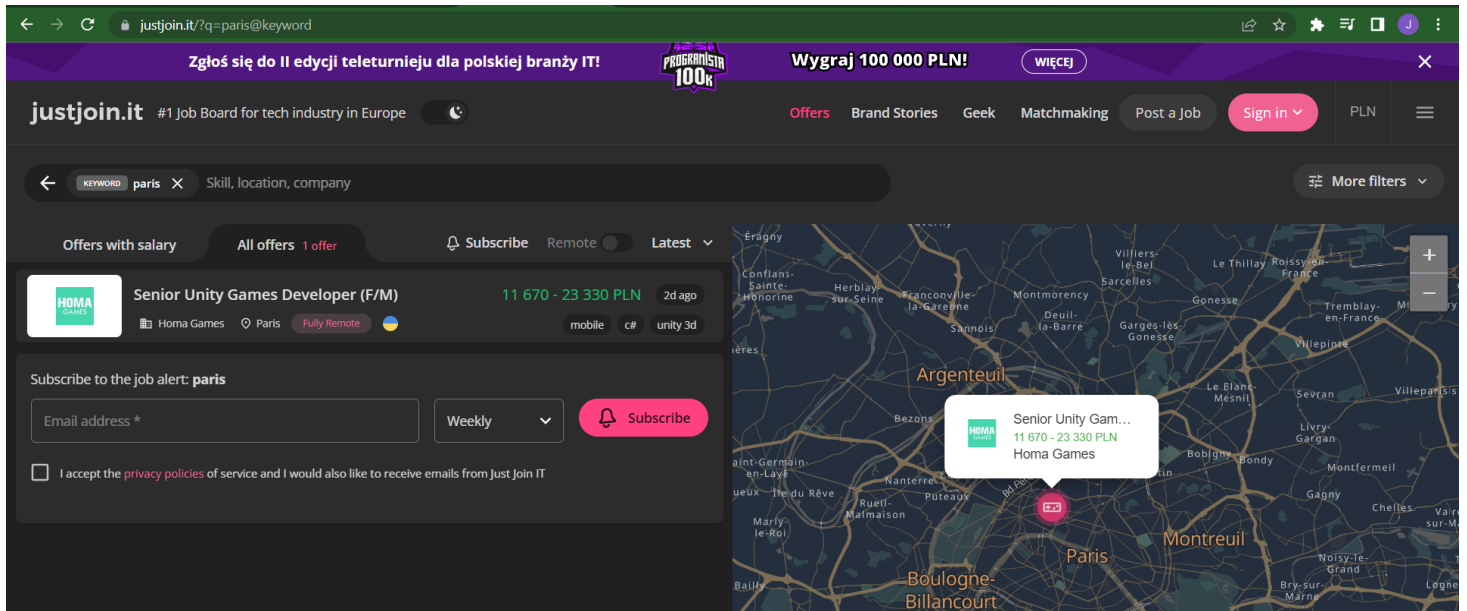 justjoin.it/?q=paris@keyword
J
Zgłoś się do II edycji teleturnieju dla polskiej branży IT!
PROGRAMISTA
100K
Wygraj 100 000 PLN!
WIĘCEJ
justjoin.it
#1 Job Board for tech industry in Europe
Offers
Brand Stories
Geek
Matchmaking
Post a Job
Sign in
PLN
KEYWORD paris
Skill, location, company
More filters
Offers with salary
All offers 1 offer
Subscribe
Remote
Latest
HOMA
GAMES
Senior Unity Games Developer (F/M)
11 670 - 23 330 PLN
2d ago
Homa Games
Paris
Fully Remote
mobile
c#
unity 3d
Subscribe to the job alert: paris
Email address *
Weekly
Subscribe
I accept the privacy policies of service and I would also like to receive emails from Just Join IT
Éragny
Villiers-
le-Bel
Le Thillay
Roissy-en-
France
Conflans-
Sainte-
Honorine
Herblay-
sur-Seine
Franconville-
la-Garenne
Montmorency
Sarcelles
Gonesse
Tremblay-
en-France
Deuil-
la-Barre
Sannois
Garges-lès-
Gonesse
Villepinte
Argenteuil
Le Blanc-
Mesnil
Sevran
Villeparisis
Bezons
HOMA
GAMES
Senior Unity Gam...
11 670 - 23 330 PLN
Homa Games
Livry-
Gargan
Bobigny
Bondy
Montfermeil
en-Laye
Île du Rêve
Nanterre
Puteaux
Rueil-
Malmaison
Gagny
Chelles
Marly-
le-Roi
Montreuil
Paris
Noisy-le-
Grand
Boulogne-
Billancourt
Bailly
Bry-sur-
Marne